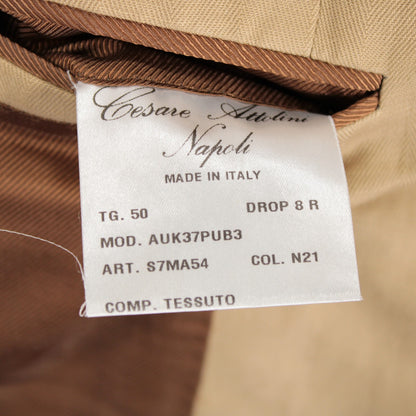 Cesare Attolini
Napoli
MADE IN ITALY
TG. 50 DROP 8 R
MOD. AUK37PUB3
ART. S7MA54 COL. N21
COMP. TESSUTO